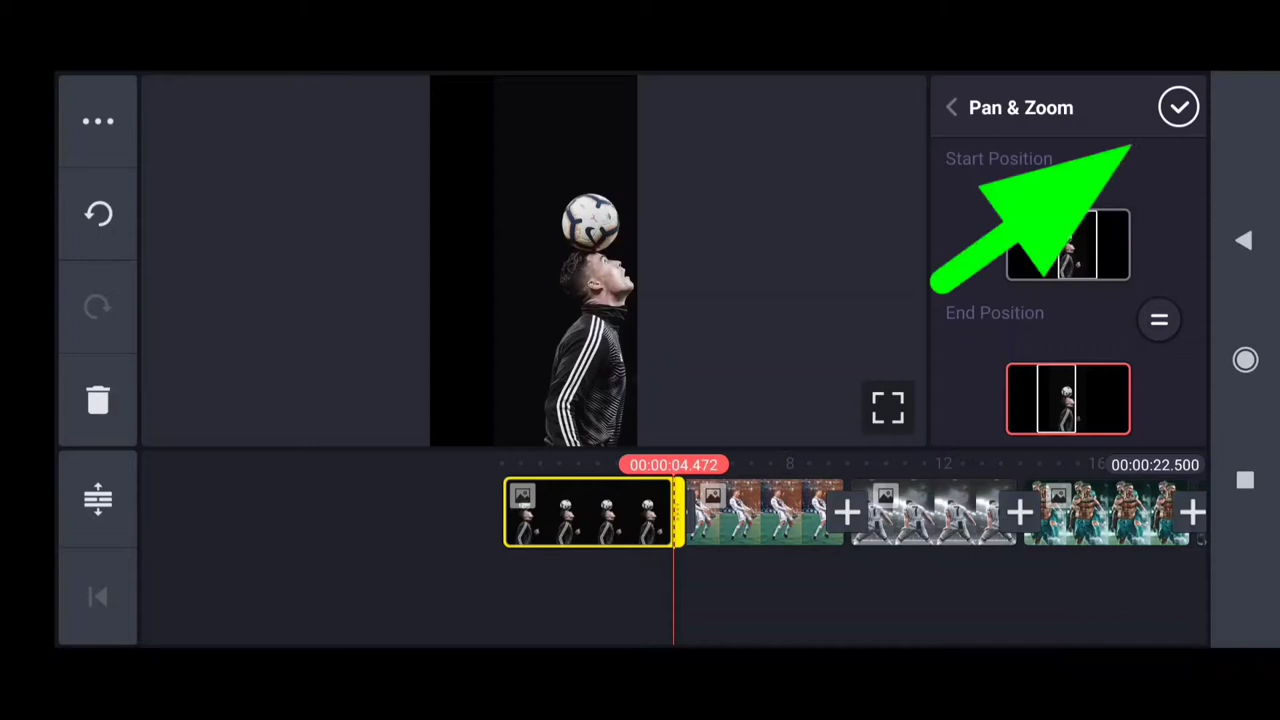 Pan & Zoom
Start Position
End Position
00:00:04.472
8
12
16
00:00:22.500